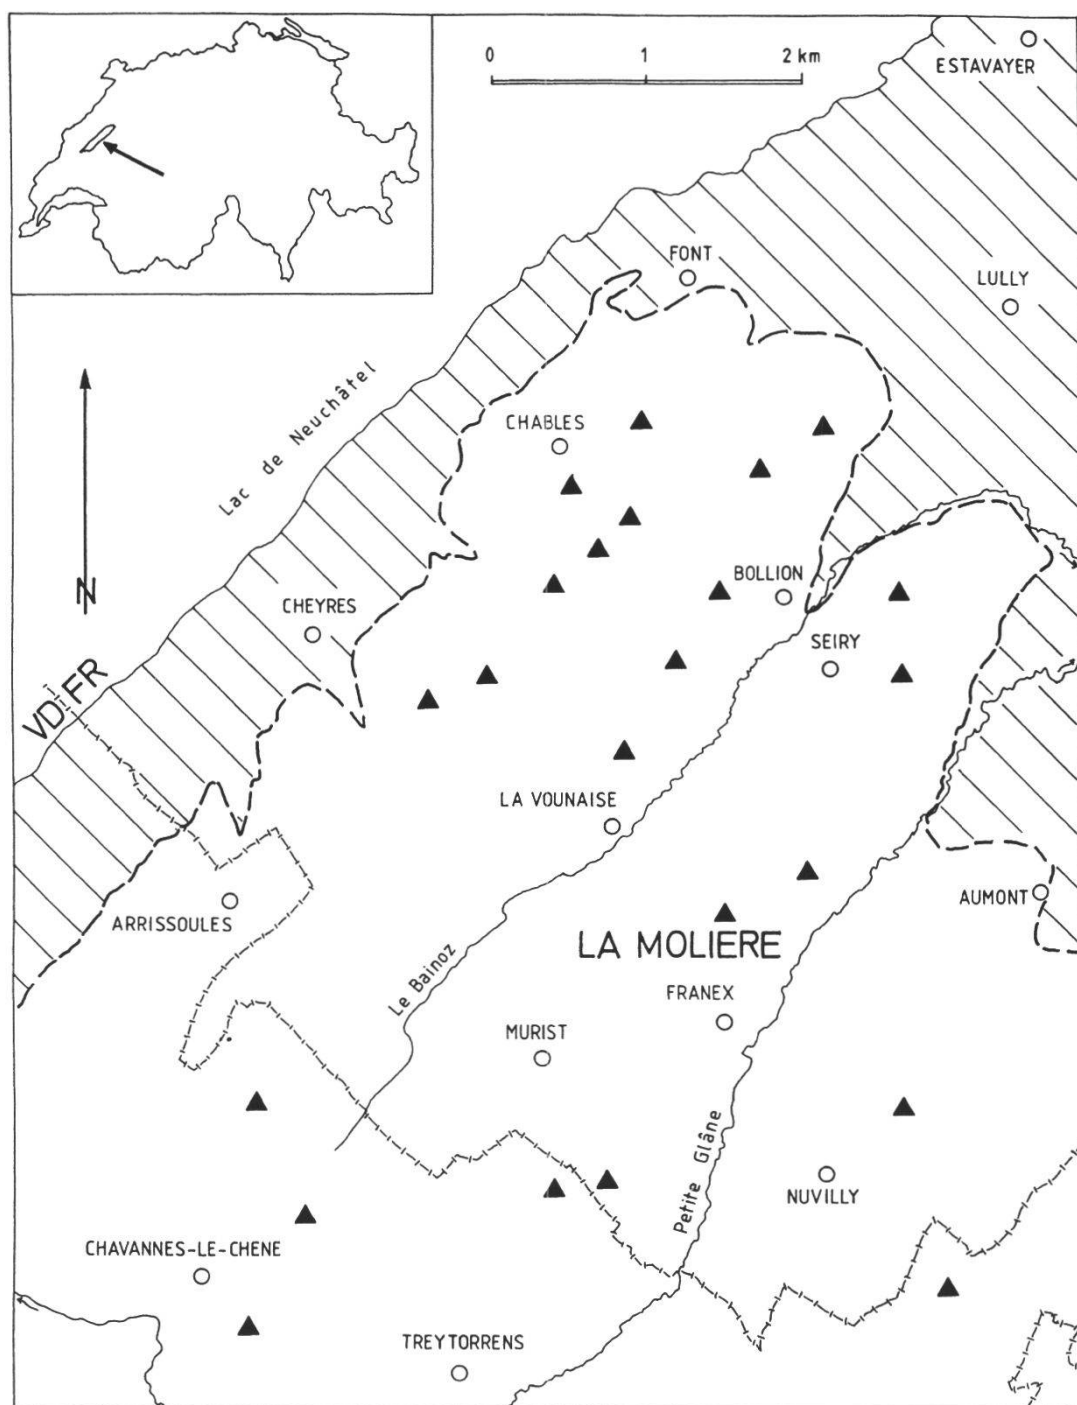 0 1 2 km
ESTAVAYER
FONT
LULLY
Lac de Neuchâtel
CHABLES
N
BOLLION
CHEYRES
SEIRY
VD FR
LA VOUNAISE
ARRISSOULES
AUMONT
LA MOLIÈRE
Le Bainoz
FRANEX
MURIST
Petite Glâne
NUVILLY
CHAVANNES-LE-CHENE
TREYTORRENS